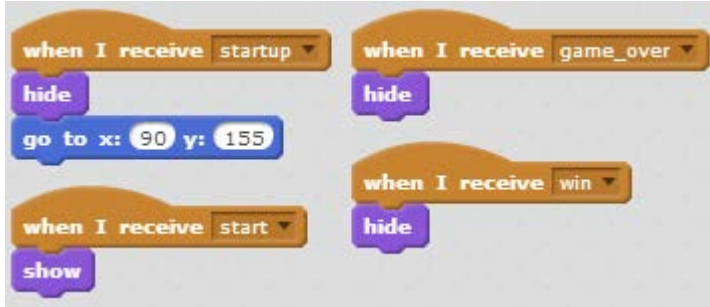 when I receive startup
hide
go to x: 90 y: 155
when I receive start
show
when I receive game_over
hide
when I receive win
hide